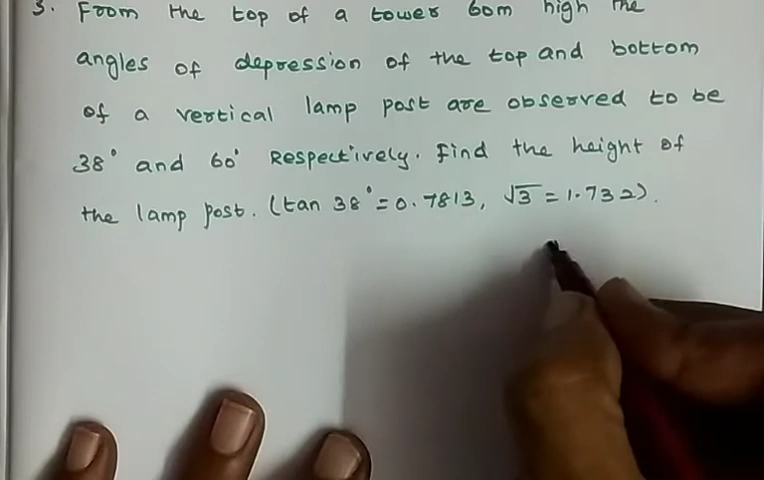 3. From the top of a tower 60m high the
angles of depression of the top and bottom
of a vertical lamp post are observed to be
38° and 60° Respectively. Find the height of
the lamp post. (tan 38° = 0.7813, √3 = 1.732).